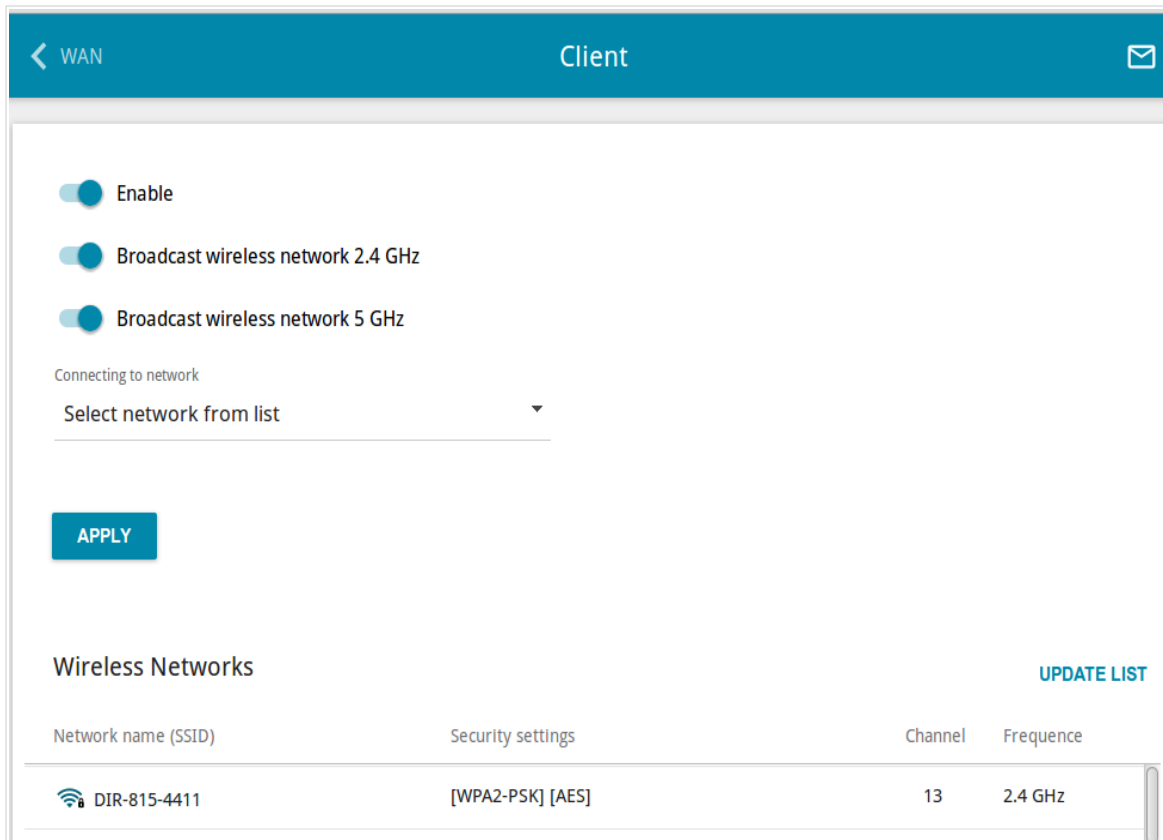 WAN Client
Enable
Broadcast wireless network 2.4 GHz
Broadcast wireless network 5 GHz
Connecting to network
Select network from list
APPLY
Wireless Networks
UPDATE LIST
Network name (SSID) Security settings Channel Frequence
DIR-815-4411 [WPA2-PSK] [AES] 13 2.4 GHz